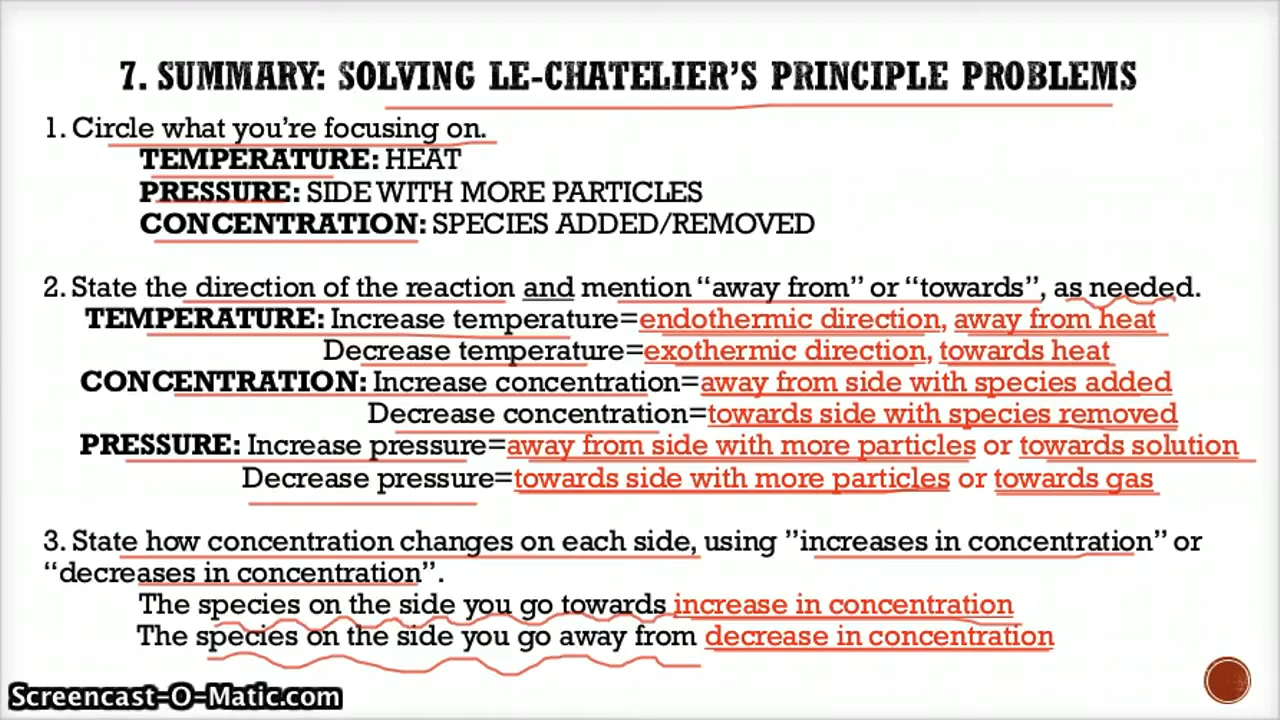 7. SUMMARY: SOLVING LE-CHATELIER'S PRINCIPLE PROBLEMS
1. Circle what you're focusing on.
TEMPERATURE: HEAT
PRESSURE: SIDE WITH MORE PARTICLES
CONCENTRATION: SPECIES ADDED/REMOVED
2. State the direction of the reaction and mention “away from” or “towards”, as needed.
TEMPERATURE: Increase temperature=endothermic direction, away from heat
Decrease temperature=exothermic direction, towards heat
CONCENTRATION: Increase concentration=away from side with species added
Decrease concentration=towards side with species removed
PRESSURE: Increase pressure=away from side with more particles or towards solution
Decrease pressure=towards side with more particles or towards gas
3. State how concentration changes on each side, using ”increases in concentration” or
“decreases in concentration”.
The species on the side you go towards increase in concentration
The species on the side you go away from decrease in concentration
Screencast-O-Matic.com